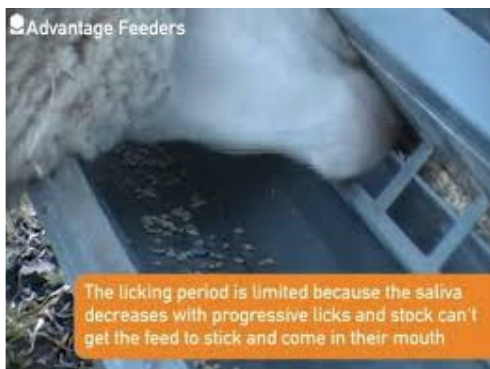 Advantage Feeders
The licking period is limited because the saliva
decreases with progressive licks and stock can't
get the feed to stick and come in their mouth